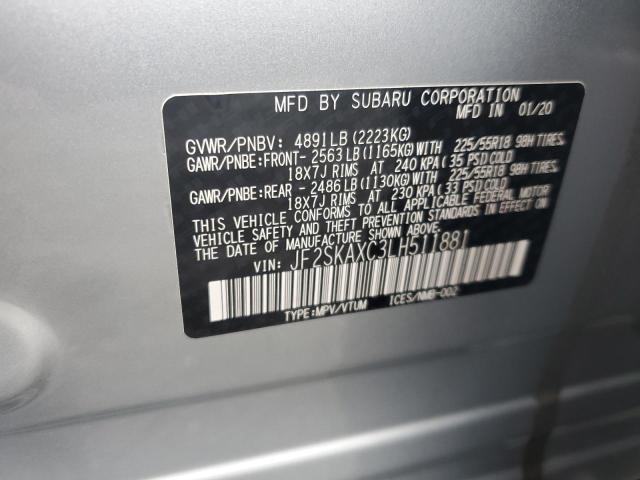 MFD BY SUBARU CORPORATION
MFD IN 01/20
GVWR/PNBV: 4891LB(2223KG)
GAWR/PNBE:FRONT- 2563LB(1165KG)WITH 225/55R18 98H TIRES,
18X7J RIMS AT 240 KPA(35 PSI)COLD
GAWR/PNBE:REAR - 2486LB(1130KG)WITH 225/55R18 98H TIRES,
18X7J RIMS AT 230 KPA(33 PSI)COLD
THIS VEHICLE CONFORMS TO ALL APPLICABLE FEDERAL MOTOR
VEHICLE SAFETY AND THEFT PREVENTION STANDARDS IN EFFECT ON
THE DATE OF MANUFACTURE SHOWN ABOVE.
VIN: JF2SKAXC3LH511881
TYPE:MPV/VTUM ICES/NMB-002